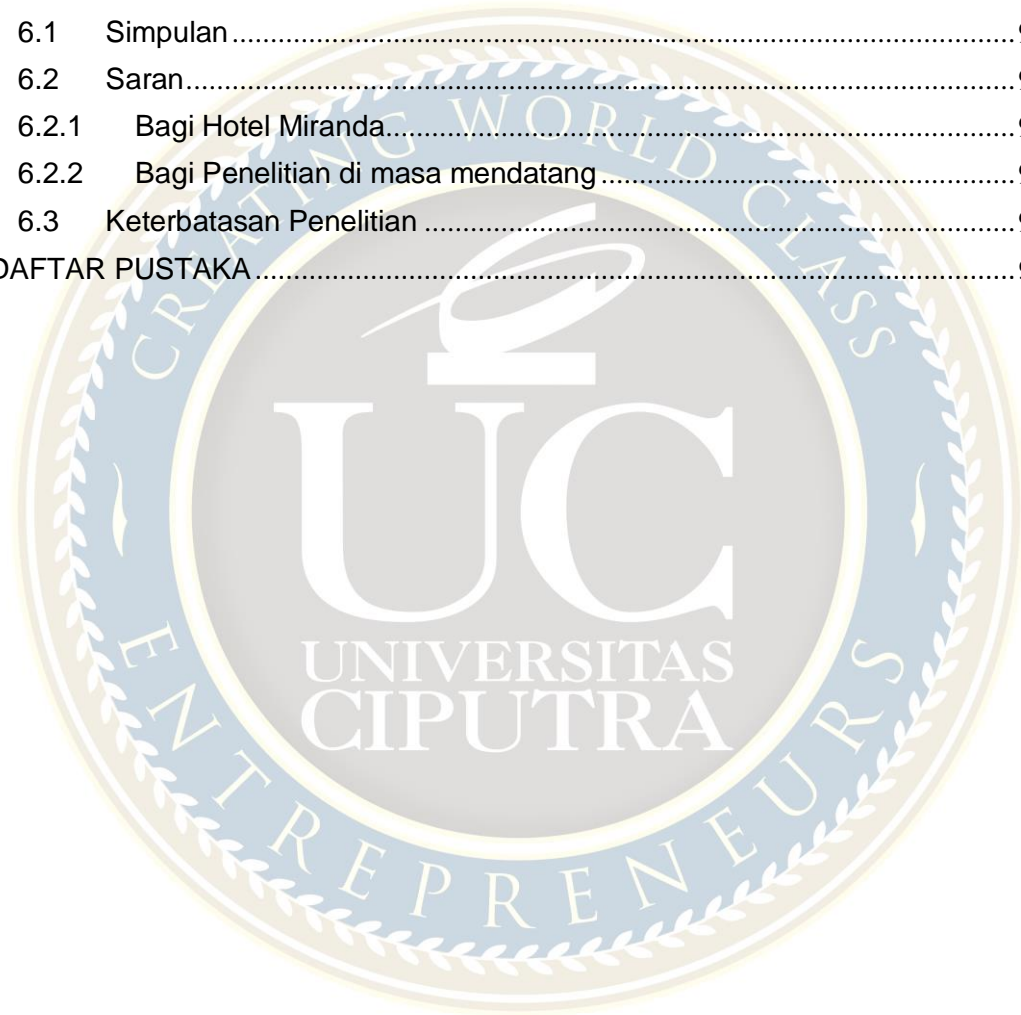 6.1 Simpulan ........................................................................................................
6.2 Saran ..............................................................................................................
6.2.1 Bagi Hotel Miranda ....................................................................................
6.2.2 Bagi Penelitian di masa mendatang ......................................................
6.3 Keterbatasan Penelitian ..............................................................................
DAFTAR PUSTAKA ...................................................................................................
CREATING WORLD CLASS
UC
UNIVERSITAS
CIPUTRA
ENTREPRENEURS